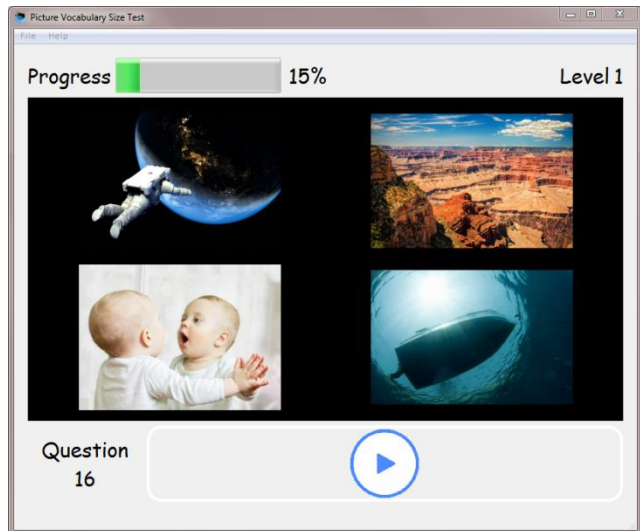 Picture Vocabulary Size Test
File Help
Progress 15% Level 1
Question
16